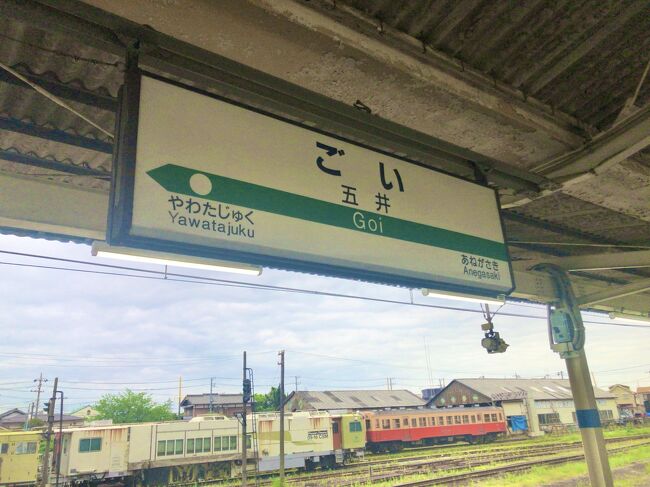 ごい
五井
Goi
やわたじゅく
Yawatajuku
あねがさき
Anegasaki